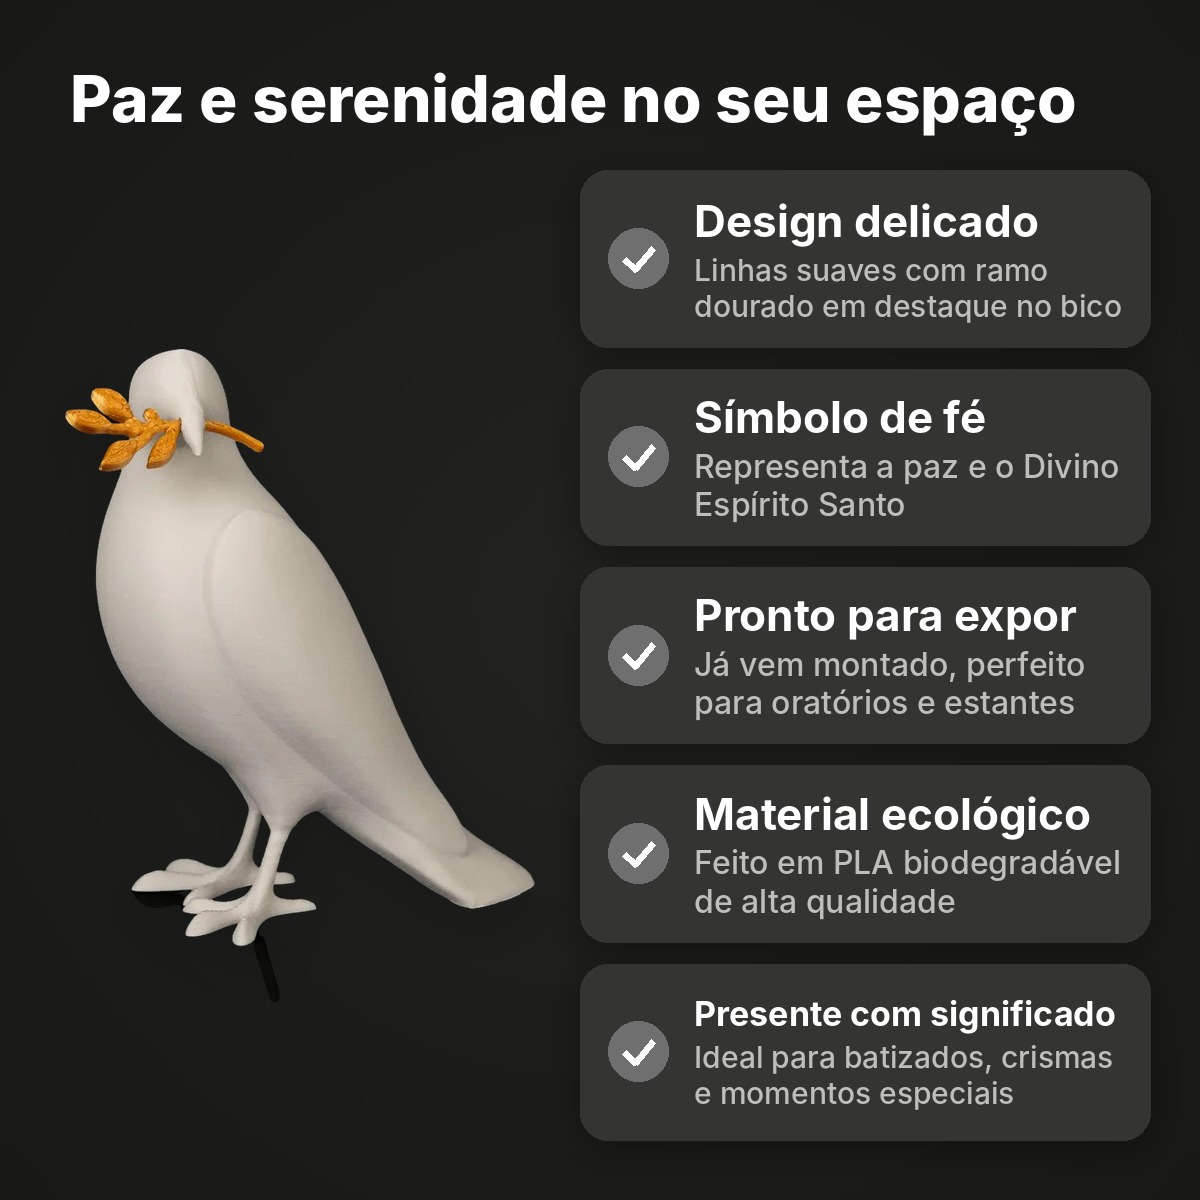 Paz e serenidade no seu espaço
Design delicado
Linhas suaves com ramo
dourado em destaque no bico
Símbolo de fé
Representa a paz e o Divino
Espírito Santo
Pronto para expor
Já vem montado, perfeito
para oratórios e estantes
Material ecológico
Feito em PLA biodegradável
de alta qualidade
Presente com significado
Ideal para batizados, crismas
e momentos especiais